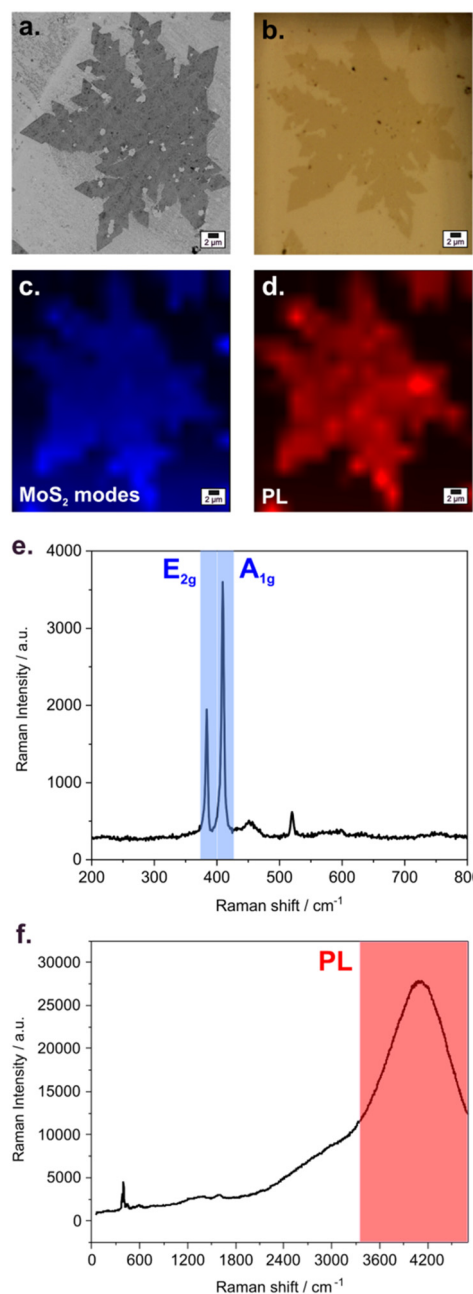 a.
2 µm
b.
2 µm
c.
MoS₂ modes
2 µm
d.
PL
2 µm
e.
E₂g
A₁g
4000
3000
2000
1000
0
Raman Intensity / a.u.
200 300 400 500 600 700 80
Raman shift / cm⁻¹
f.
PL
30000
25000
20000
15000
10000
5000
0
Raman Intensity / a.u.
0 600 1200 1800 2400 3000 3600 4200
Raman shift / cm⁻¹